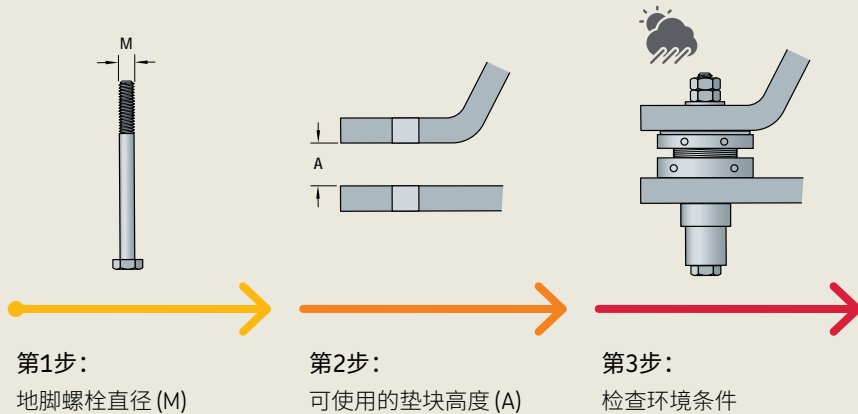 M
A
第1步：
地脚螺栓直径 (M)
第2步：
可使用的垫块高度 (A)
第3步：
检查环境条件